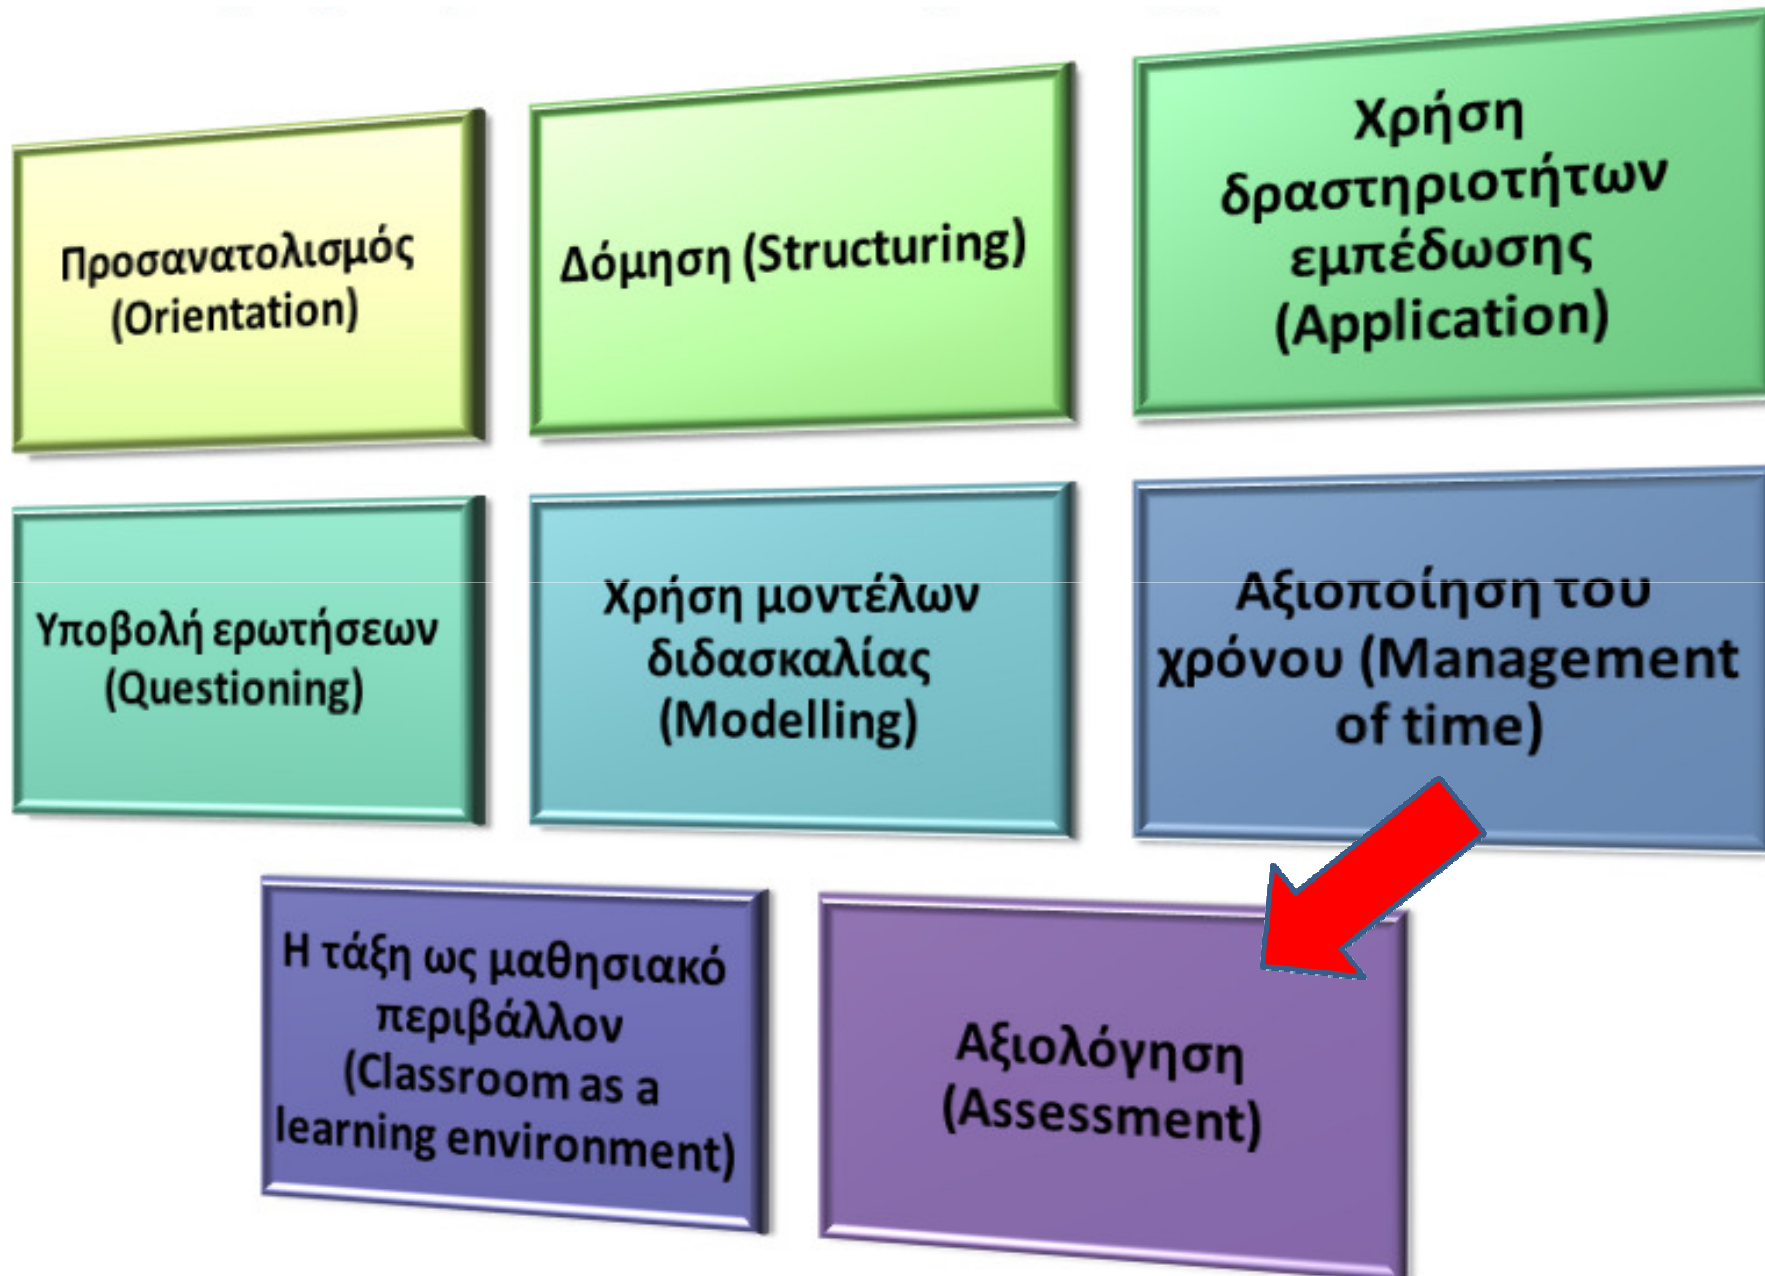 Προσανατολισμός
(Orientation)
Δόμηση (Structuring)
Χρήση
δραστηριοτήτων
εμπέδωσης
(Application)
Υποβολή ερωτήσεων
(Questioning)
Χρήση μοντέλων
διδασκαλίας
(Modelling)
Αξιοποίηση του
χρόνου (Management
of time)
Η τάξη ως μαθησιακό
περιβάλλον
(Classroom as a
learning environment)
Αξιολόγηση
(Assessment)